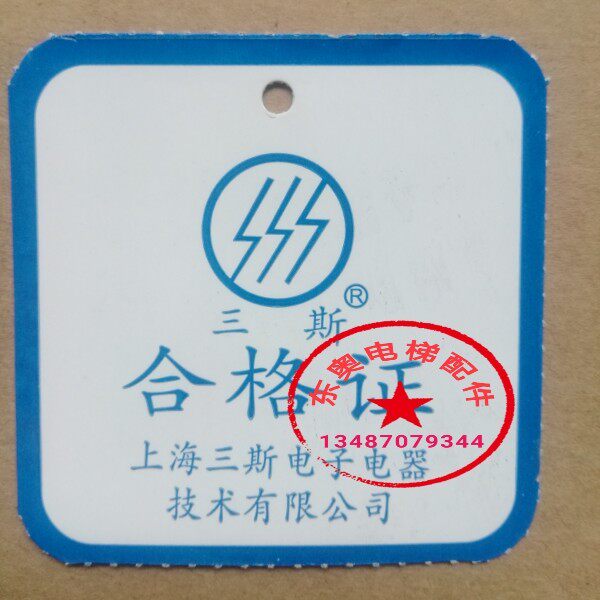 ®
三 斯
合格证
上海三斯电子电器
技术有限公司
东奥电梯配件
13487079344